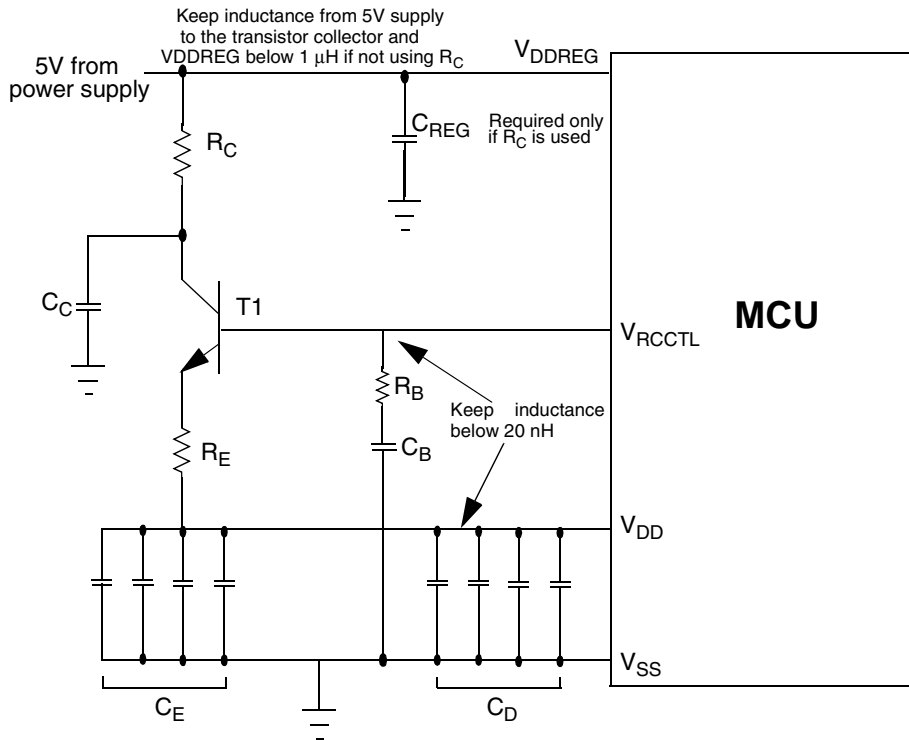 Keep inductance from 5V supply
to the transistor collector and
VDDREG below 1 μH if not using RC
VDDREG
5V from
power supply
CREG
Required only
if RC is used
RC
CC
T1
MCU
VRCCTL
RB
Keep inductance
below 20 nH
CB
RE
VDD
VSS
CE
CD